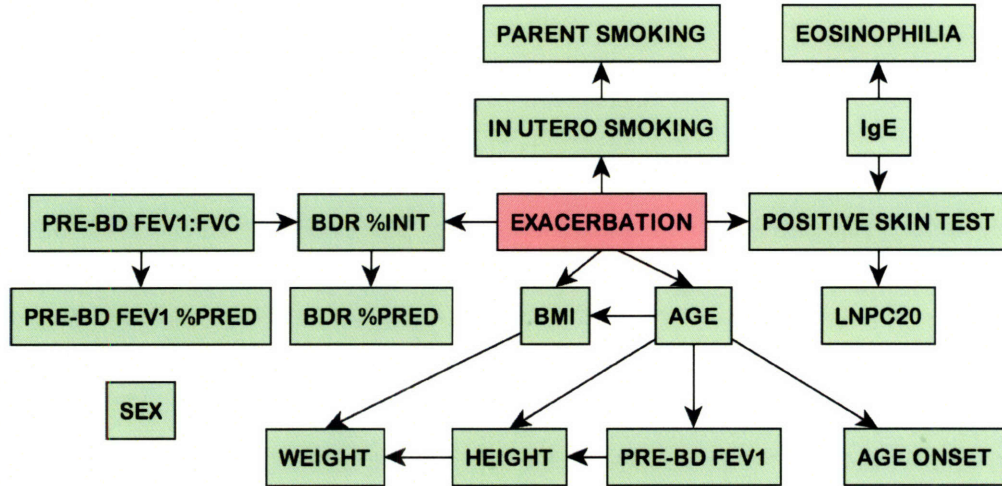 PARENT SMOKING
EOSINOPHILIA
IN UTERO SMOKING
IgE
PRE-BD FEV1:FVC
BDR %INIT
EXACERBATION
POSITIVE SKIN TEST
PRE-BD FEV1 %PRED
BDR %PRED
BMI
AGE
LNPC20
SEX
WEIGHT
HEIGHT
PRE-BD FEV1
AGE ONSET